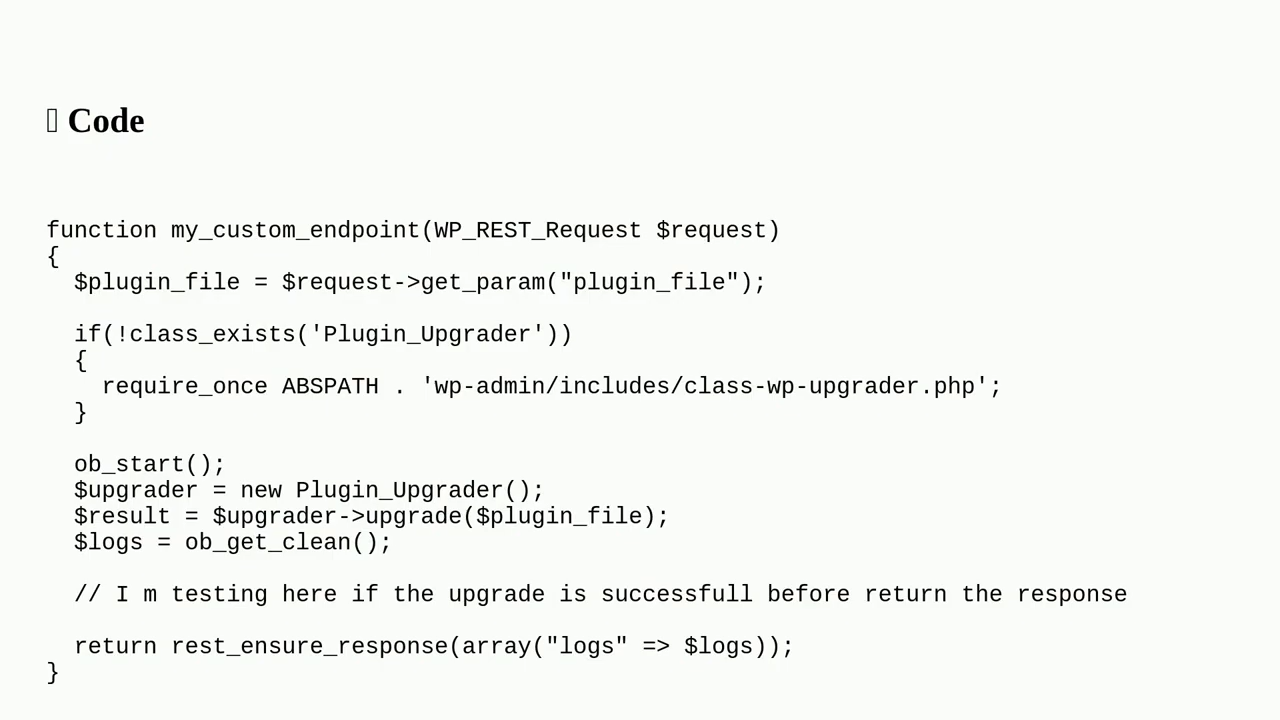 Code
function my_custom_endpoint(WP_REST_Request $request)
{
  $plugin_file = $request->get_param("plugin_file");
  if(!class_exists('Plugin_Upgrader'))
  {
    require_once ABSPATH . 'wp-admin/includes/class-wp-upgrader.php';
  }
  ob_start();
  $upgrader = new Plugin_Upgrader();
  $result = $upgrader->upgrade($plugin_file);
  $logs = ob_get_clean();
  // I m testing here if the upgrade is successfull before return the response
  return rest_ensure_response(array("logs" => $logs));
}